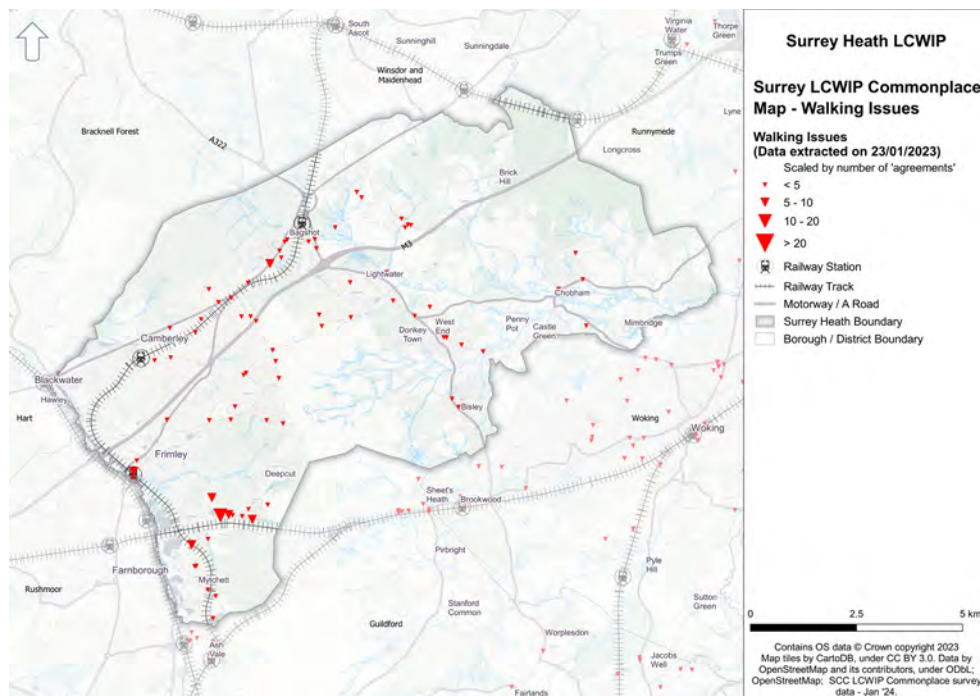 South
Ascot
Sunninghill
Sunningdale
Virginia
Water
Thorpe
Green
Trumps
Green
Winsdor and
Maidenhead
Bracknell Forest
A322
Runnymede
Lyne
Longcross
Brick
Hill
Bagshot
M3
Lightwater
Chobham
Camberley
Donkey
Town
West
End
Penny
Pot
Castle
Green
Mimbridge
Blackwater
Hawley
Hart
Bisley
Woking
Woking
Frimley
Deepcut
Sheet's
Heath
Brookwood
Pirbright
Farnborough
Rushmoor
Mytchett
Pyle
Hill
Stanford
Common
Sutton
Green
Guildford
Worplesdon
Ash
Vale
Jacobs
Well
Fairlands
Surrey Heath LCWIP
Surrey LCWIP Commonplace
Map - Walking Issues
Walking Issues
(Data extracted on 23/01/2023)
Scaled by number of 'agreements'
< 5
5 - 10
10 - 20
> 20
Railway Station
Railway Track
Motorway / A Road
Surrey Heath Boundary
Borough / District Boundary
0 2.5 5 km
Contains OS data © Crown copyright 2023
Map tiles by CartoDB, under CC BY 3.0. Data by
OpenStreetMap and its contributors, under ODbL;
OpenStreetMap; SCC LCWIP Commonplace survey
data - Jan '24.